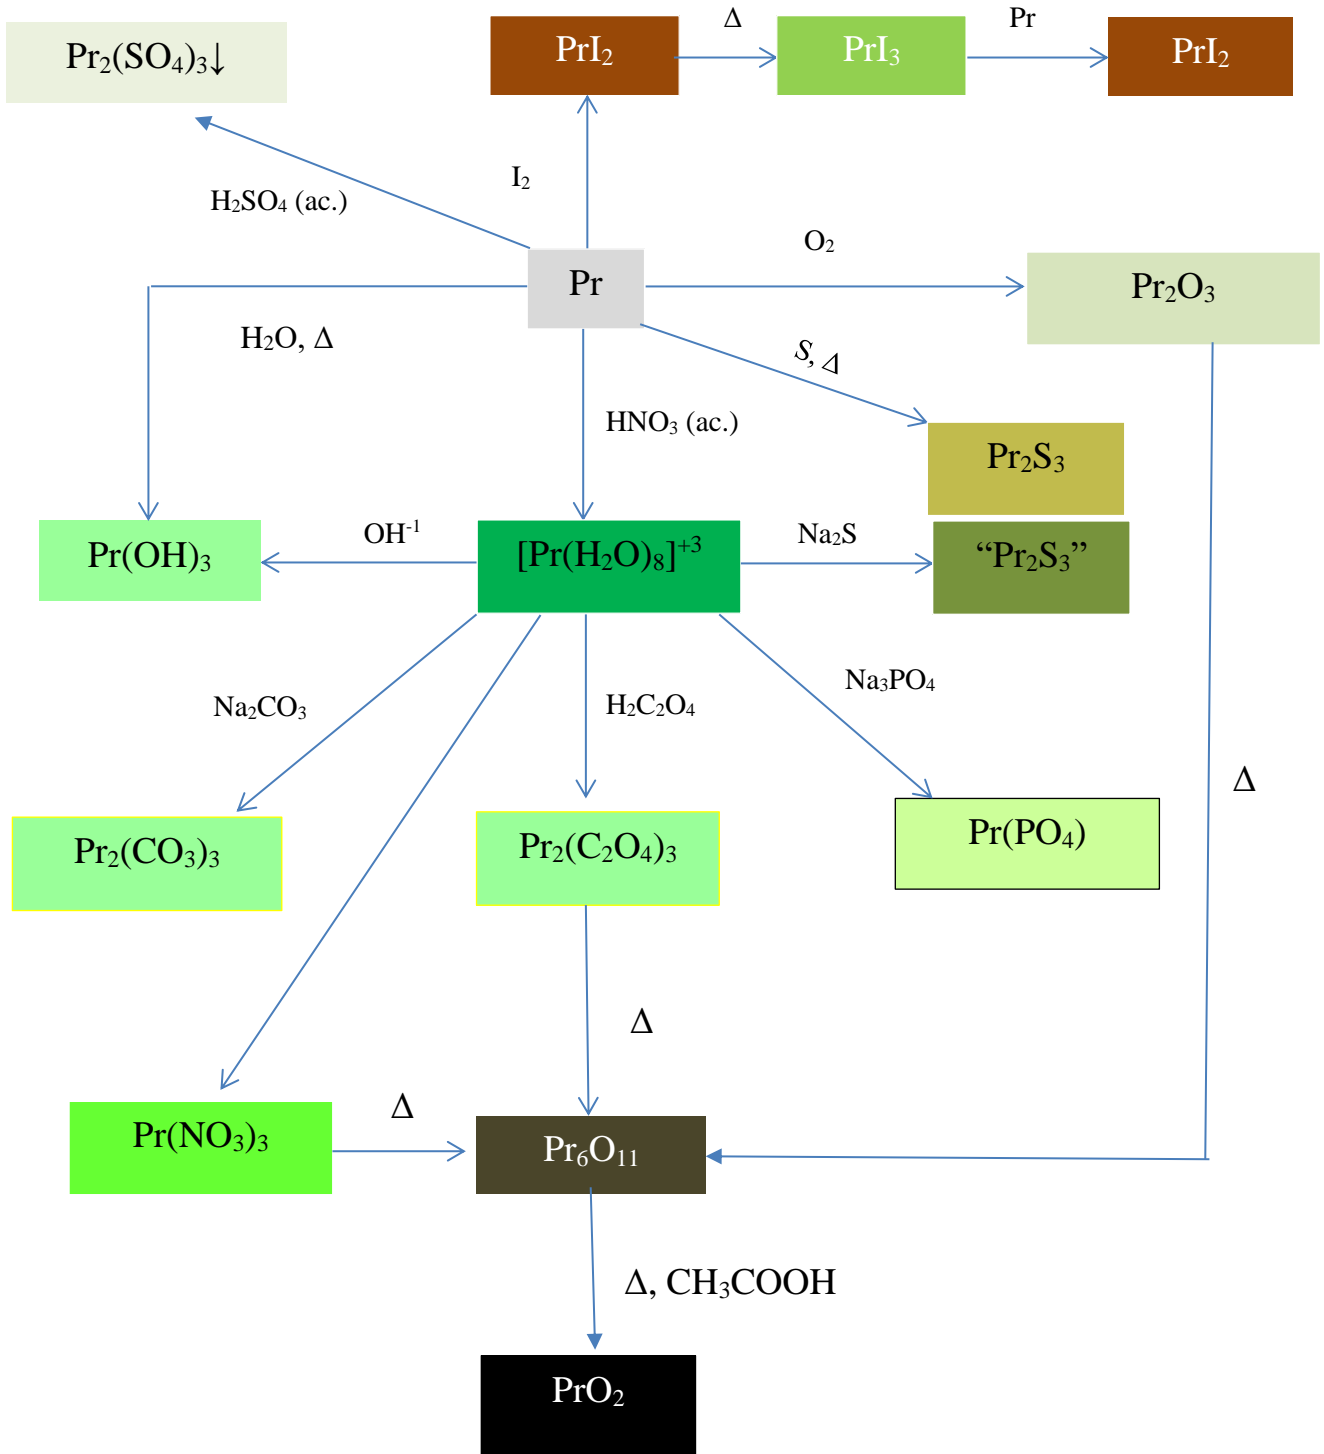 Pr₂(SO₄)₃↓
PrI₂
Δ
PrI₃
Pr
PrI₂
H₂SO₄ (ac.)
I₂
O₂
Pr
Pr₂O₃
H₂O, Δ
S, Δ
HNO₃ (ac.)
Pr₂S₃
Pr(OH)₃
OH⁻¹
[Pr(H₂O)₈]⁺³
Na₂S
“Pr₂S₃”
Na₂CO₃
H₂C₂O₄
Na₃PO₄
Δ
Pr₂(CO₃)₃
Pr₂(C₂O₄)₃
Pr(PO₄)
Δ
Pr(NO₃)₃
Δ
Pr₆O₁₁
Δ, CH₃COOH
PrO₂